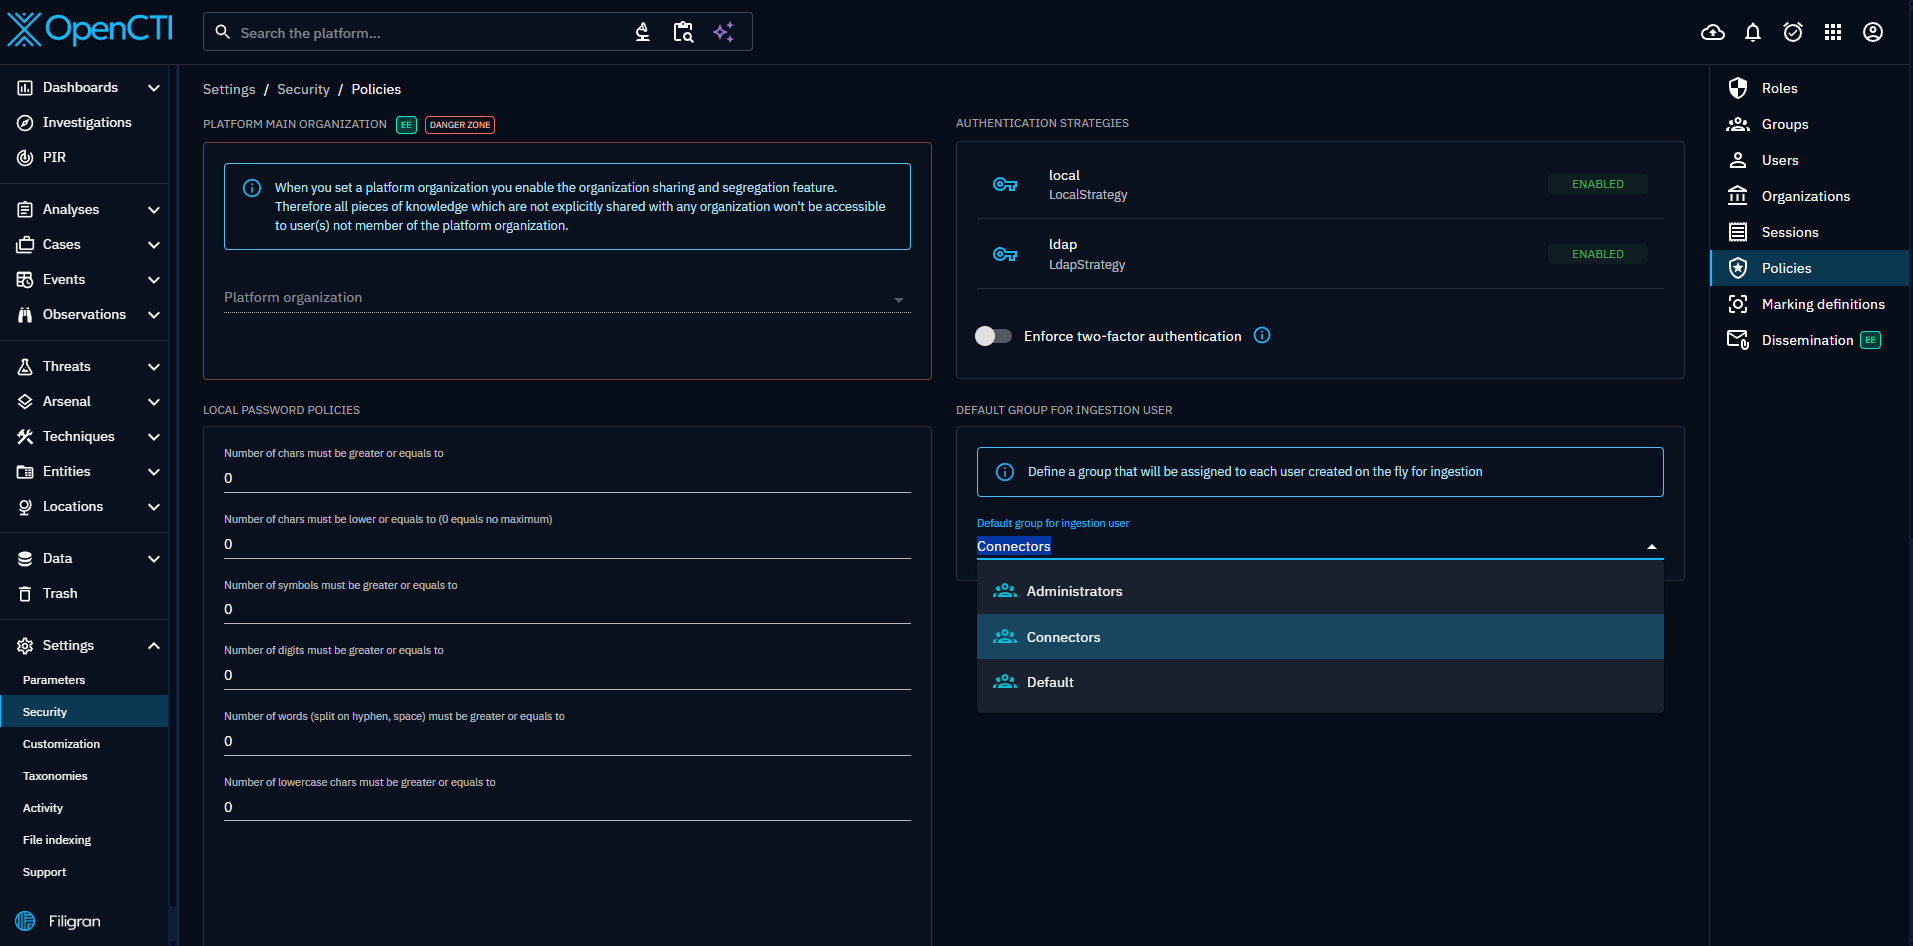 OpenCTI
Search the platform...
Dashboards
Investigations
PIR
Analyses
Cases
Events
Observations
Threats
Arsenal
Techniques
Entities
Locations
Data
Trash
Settings
Parameters
Security
Customization
Taxonomies
Activity
File indexing
Support
Filigran
Settings / Security / Policies
PLATFORM MAIN ORGANIZATION EE DANGER ZONE
When you set a platform organization you enable the organization sharing and segregation feature.
Therefore all pieces of knowledge which are not explicitly shared with any organization won't be accessible
to user(s) not member of the platform organization.
Platform organization
AUTHENTICATION STRATEGIES
local
LocalStrategy
ENABLED
ldap
LdapStrategy
ENABLED
Enforce two-factor authentication
LOCAL PASSWORD POLICIES
Number of chars must be greater or equals to
0
Number of chars must be lower or equals to (0 equals no maximum)
0
Number of symbols must be greater or equals to
0
Number of digits must be greater or equals to
0
Number of words (split on hyphen, space) must be greater or equals to
0
Number of lowercase chars must be greater or equals to
0
DEFAULT GROUP FOR INGESTION USER
Define a group that will be assigned to each user created on the fly for ingestion
Default group for ingestion user
Connectors
Administrators
Connectors
Default
Roles
Groups
Users
Organizations
Sessions
Policies
Marking definitions
Dissemination EE